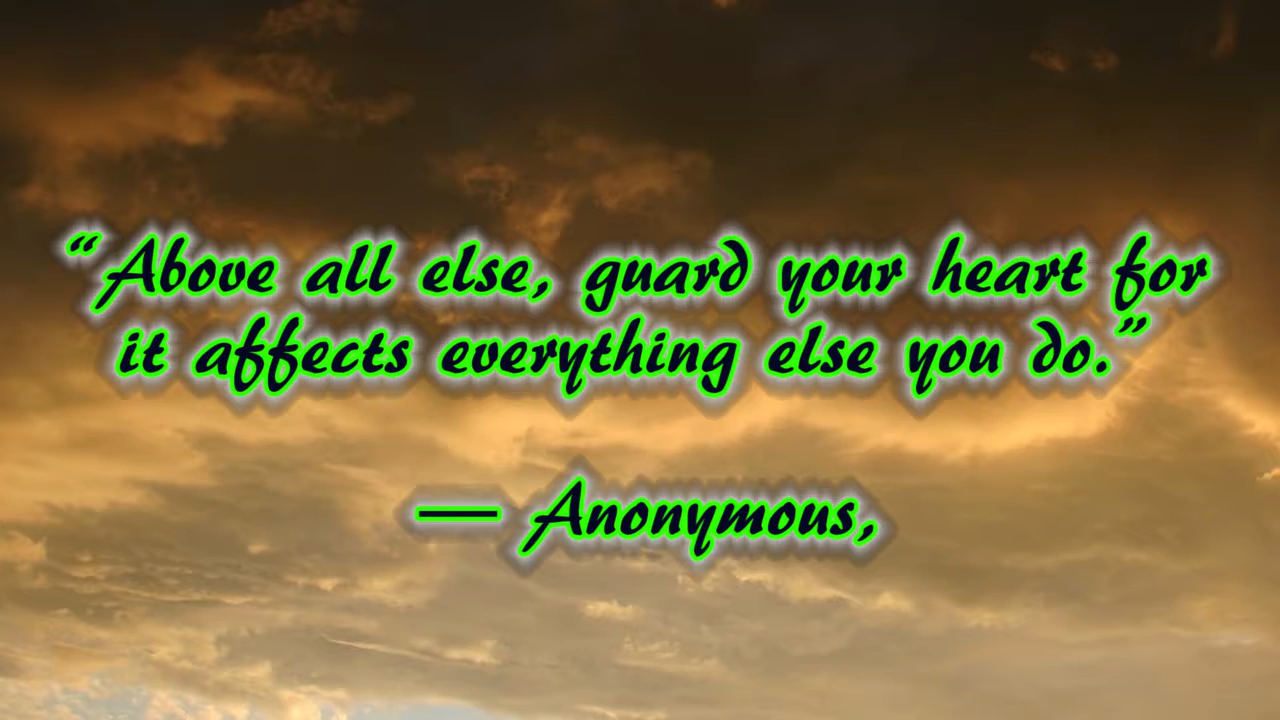 “Above all else, guard your heart for
it affects everything else you do.”
— Anonymous,